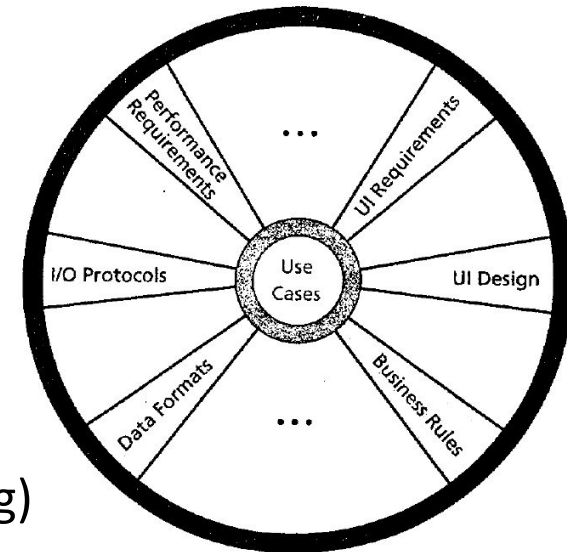 Performance
Requirements
...
UI Requirements
I/O Protocols
Use
Cases
UI Design
Data Formats
...
Business Rules
g)